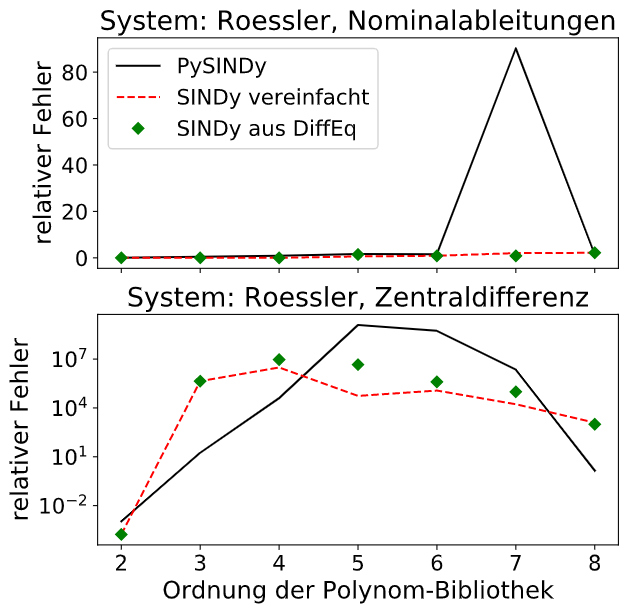 System: Roessler, Nominalableitungen
PySINDy
SINDy vereinfacht
SINDy aus DiffEq
relativer Fehler
80
60
40
20
0
System: Roessler, Zentraldifferenz
relativer Fehler
10^7
10^4
10^1
10^-2
2 3 4 5 6 7 8
Ordnung der Polynom-Bibliothek